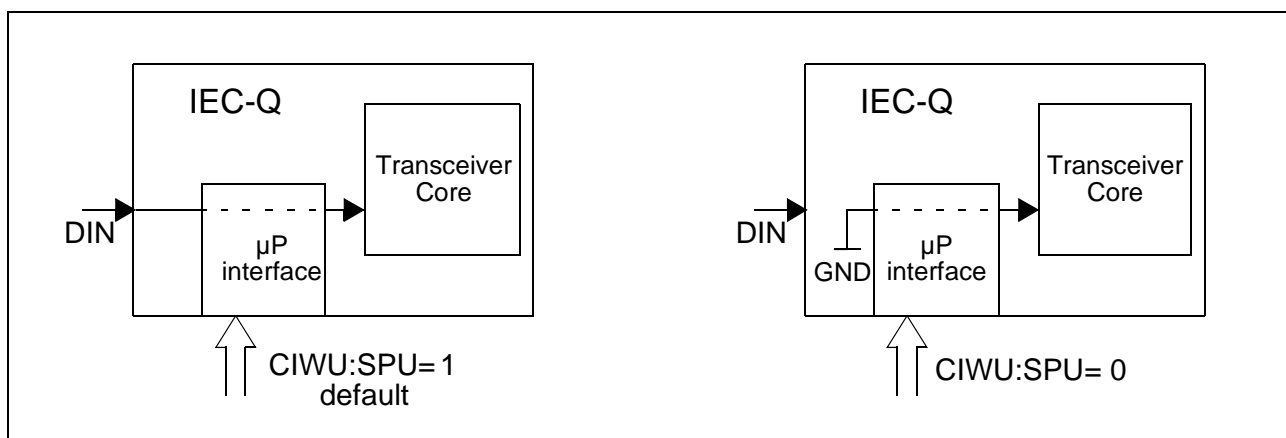 IEC-Q
Transceiver
Core
DIN
µP
interface
CIWU:SPU= 1
default
IEC-Q
Transceiver
Core
DIN
GND
µP
interface
CIWU:SPU= 0